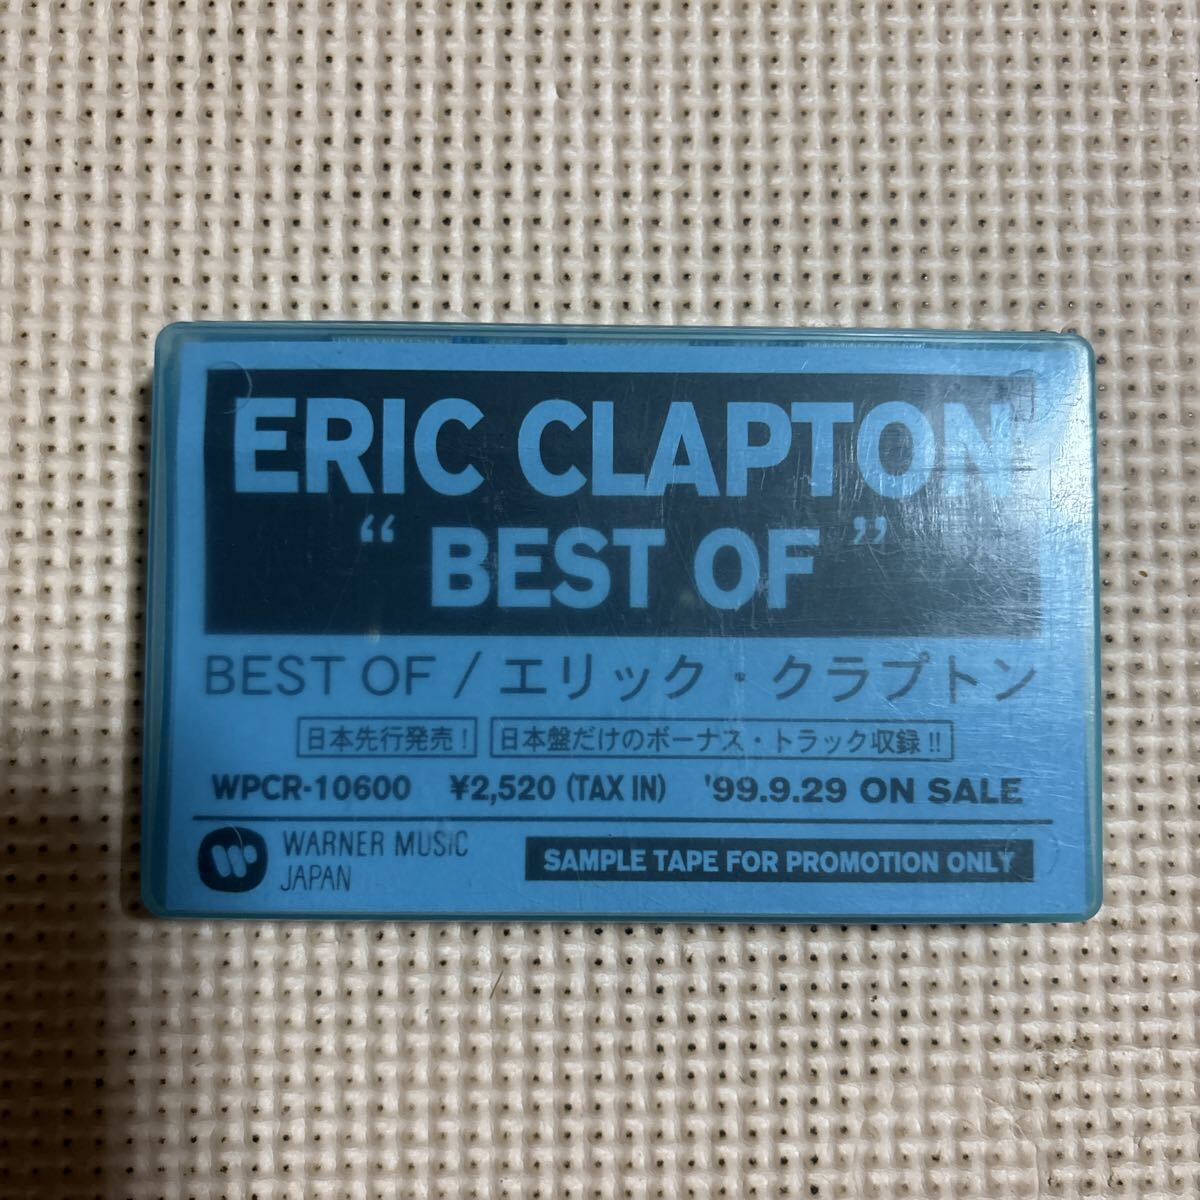 ERIC CLAPTON
“ BEST OF ”
BEST OF / エリック・クラプトン
日本先行発売! 日本盤だけのボーナス・トラック収録!!
WPCR-10600 ¥2,520 (TAX IN) '99.9.29 ON SALE
WARNER MUSIC
JAPAN
SAMPLE TAPE FOR PROMOTION ONLY